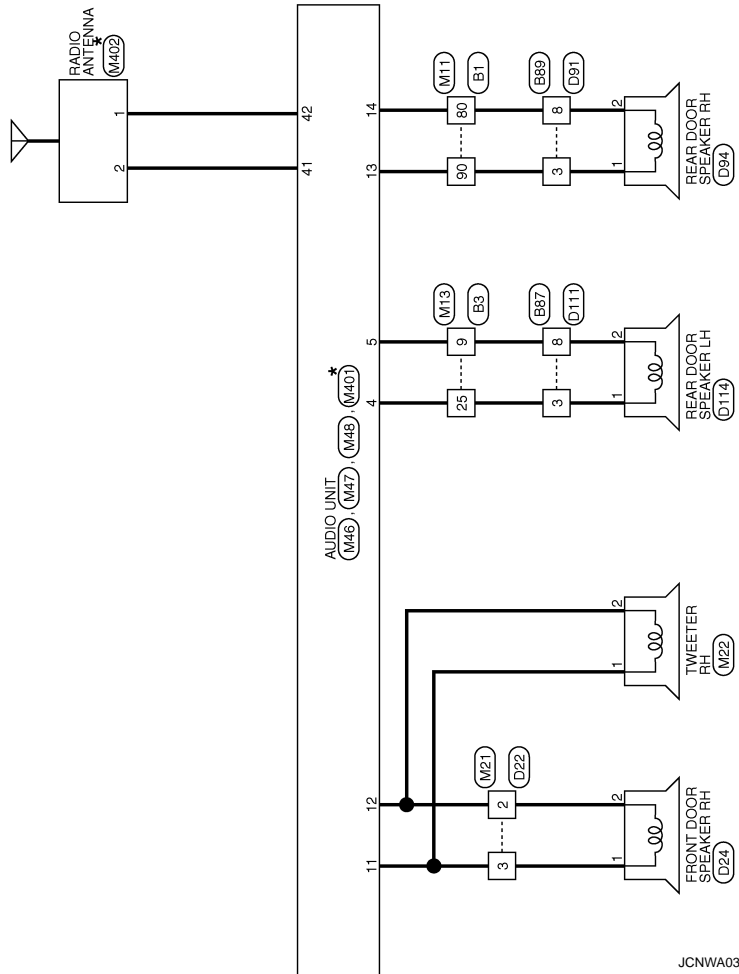 RADIO
ANTENNA
*
M402
1
2
42
41
AUDIO UNIT
M46 , M47 , M48 , M401 *
11
12
4
5
13
14
M21
D22
3
2
M13
B3
25
9
B87
D111
3
8
M11
B1
90
80
B89
D91
3
8
1
2
FRONT DOOR
SPEAKER RH
D24
1
2
TWEETER
RH
M22
1
2
REAR DOOR
SPEAKER LH
D114
1
2
REAR DOOR
SPEAKER RH
D94
JCNWA03